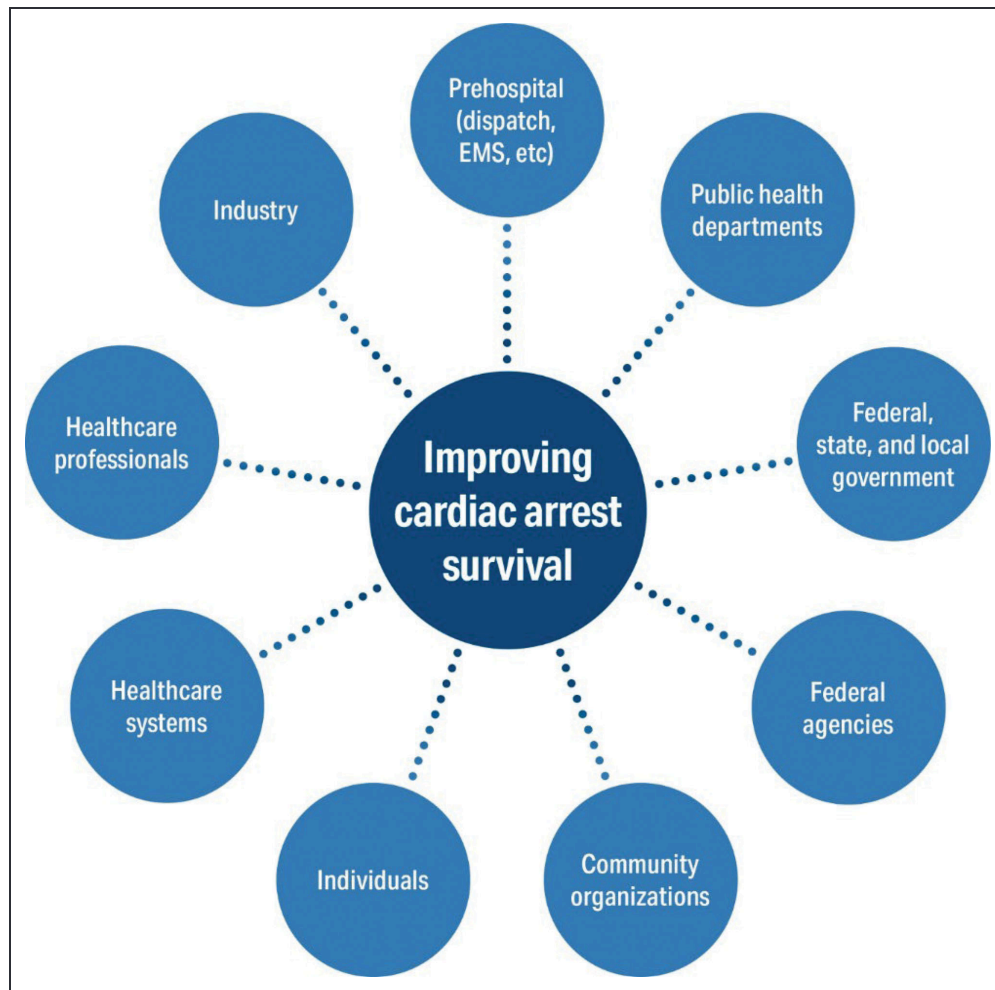 Prehospital
(dispatch,
EMS, etc)
Public health
departments
Federal,
state, and local
government
Federal
agencies
Community
organizations
Individuals
Healthcare
systems
Healthcare
professionals
Industry
Improving
cardiac arrest
survival